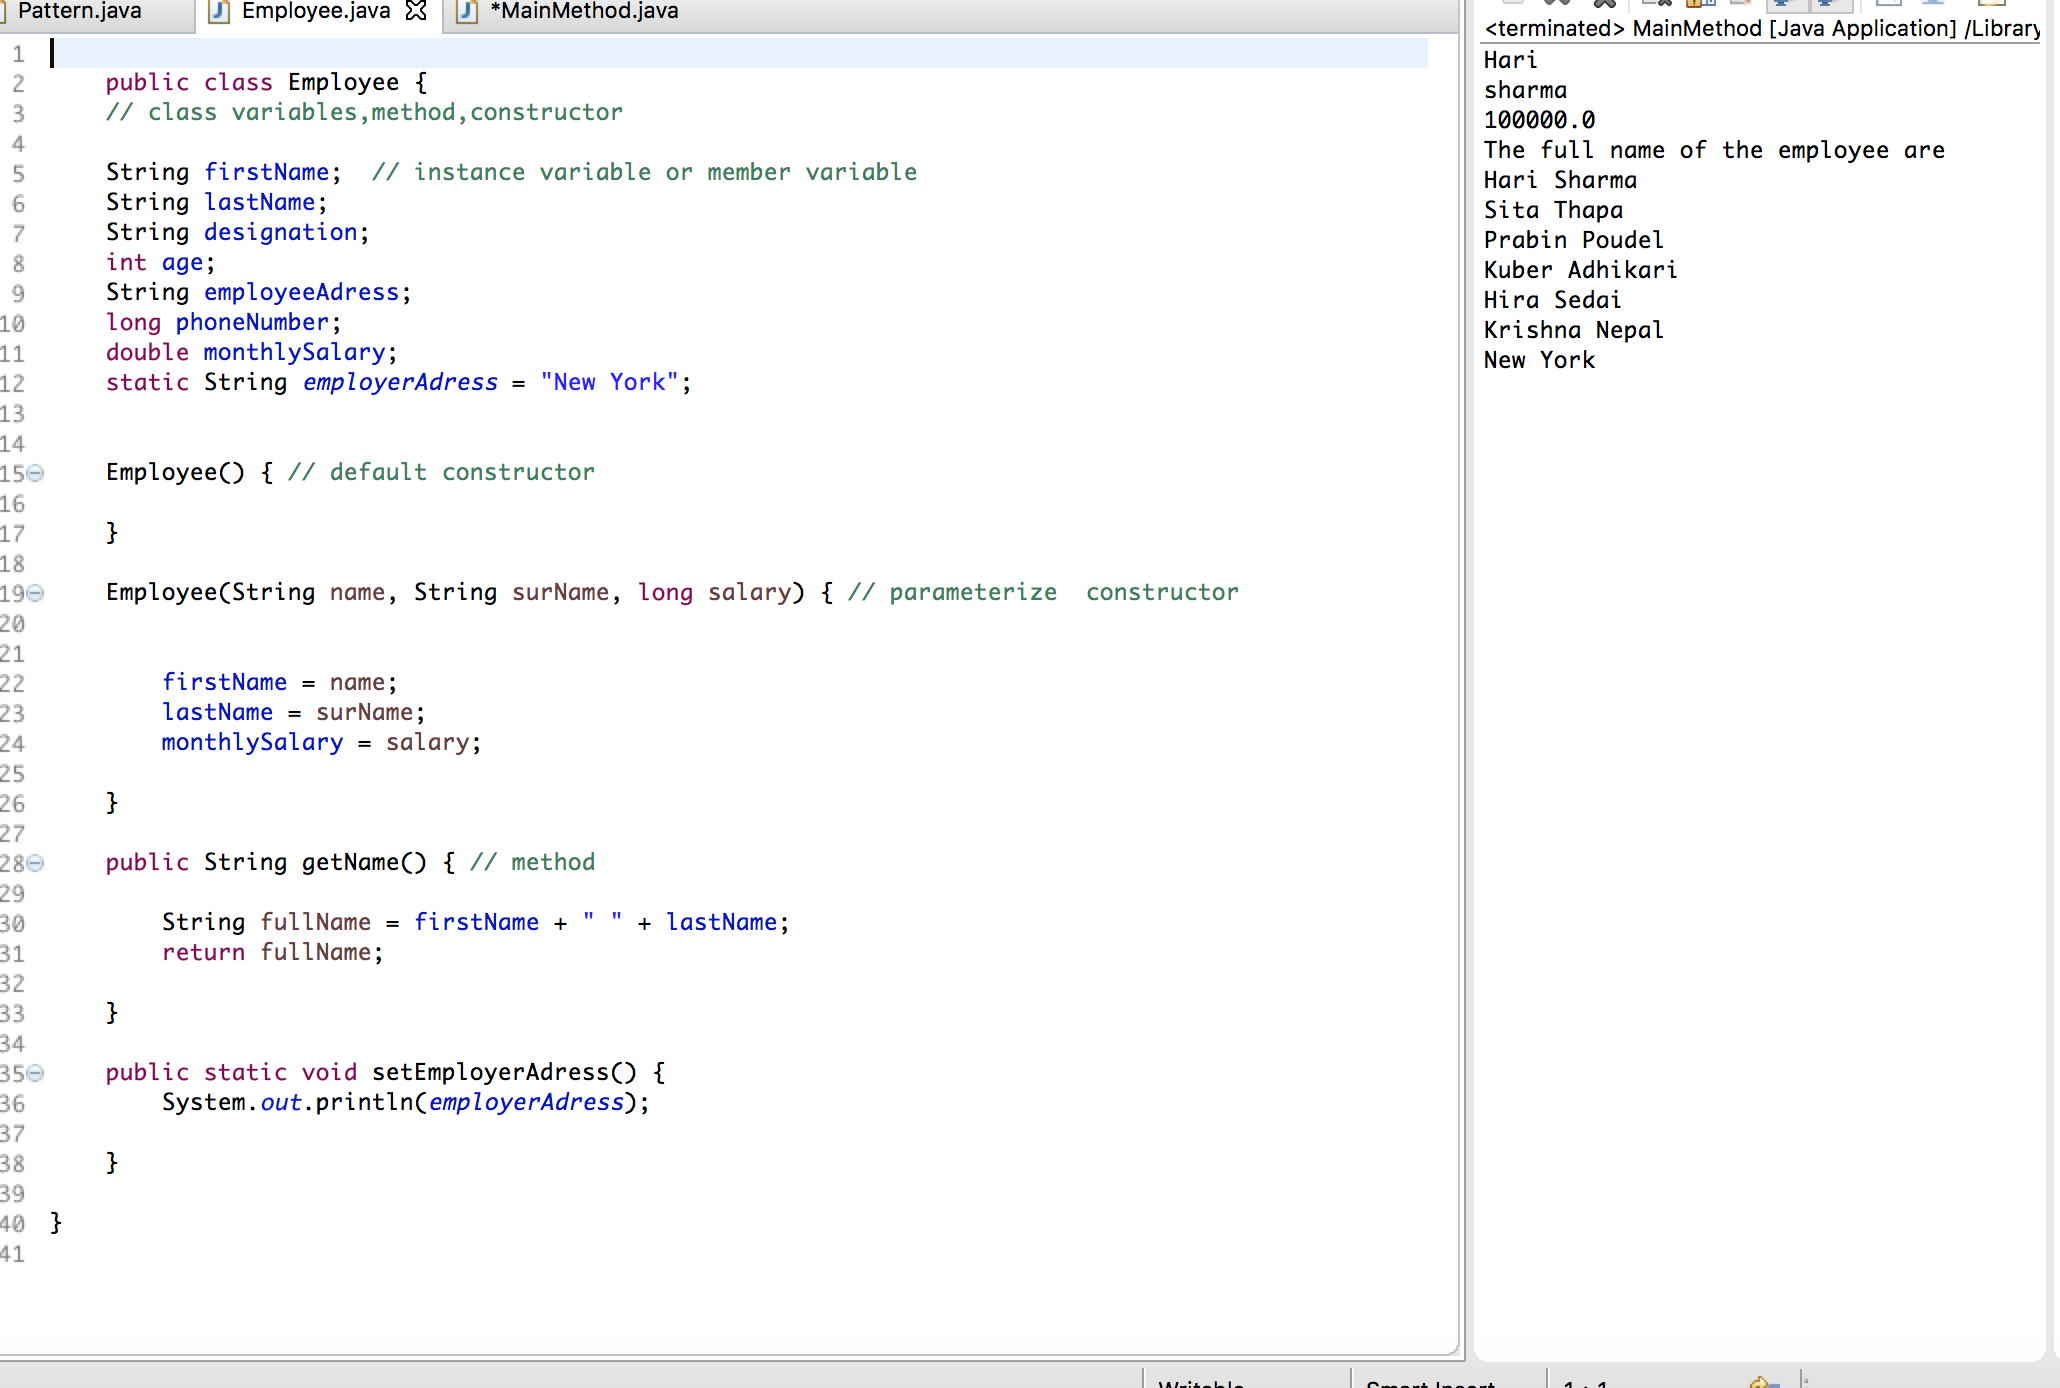 Pattern.java
Employee.java
*MainMethod.java
1
2 public class Employee {
3 // class variables,method,constructor
4
5 String firstName;  // instance variable or member variable
6 String lastName;
7 String designation;
8 int age;
9 String employeeAdress;
10 long phoneNumber;
11 double monthlySalary;
12 static String employerAdress = "New York";
13
14
15 Employee() { // default constructor
16
17 }
18
19 Employee(String name, String surName, long salary) { // parameterize  constructor
20
21
22 firstName = name;
23 lastName = surName;
24 monthlySalary = salary;
25
26 }
27
28 public String getName() { // method
29
30 String fullName = firstName + " " + lastName;
31 return fullName;
32
33 }
34
35 public static void setEmployerAdress() {
36 System.out.println(employerAdress);
37
38 }
39
40 }
41
<terminated> MainMethod [Java Application] /Library
Hari
sharma
100000.0
The full name of the employee are
Hari Sharma
Sita Thapa
Prabin Poudel
Kuber Adhikari
Hira Sedai
Krishna Nepal
New York
Writable
Smart Insert
1 : 1